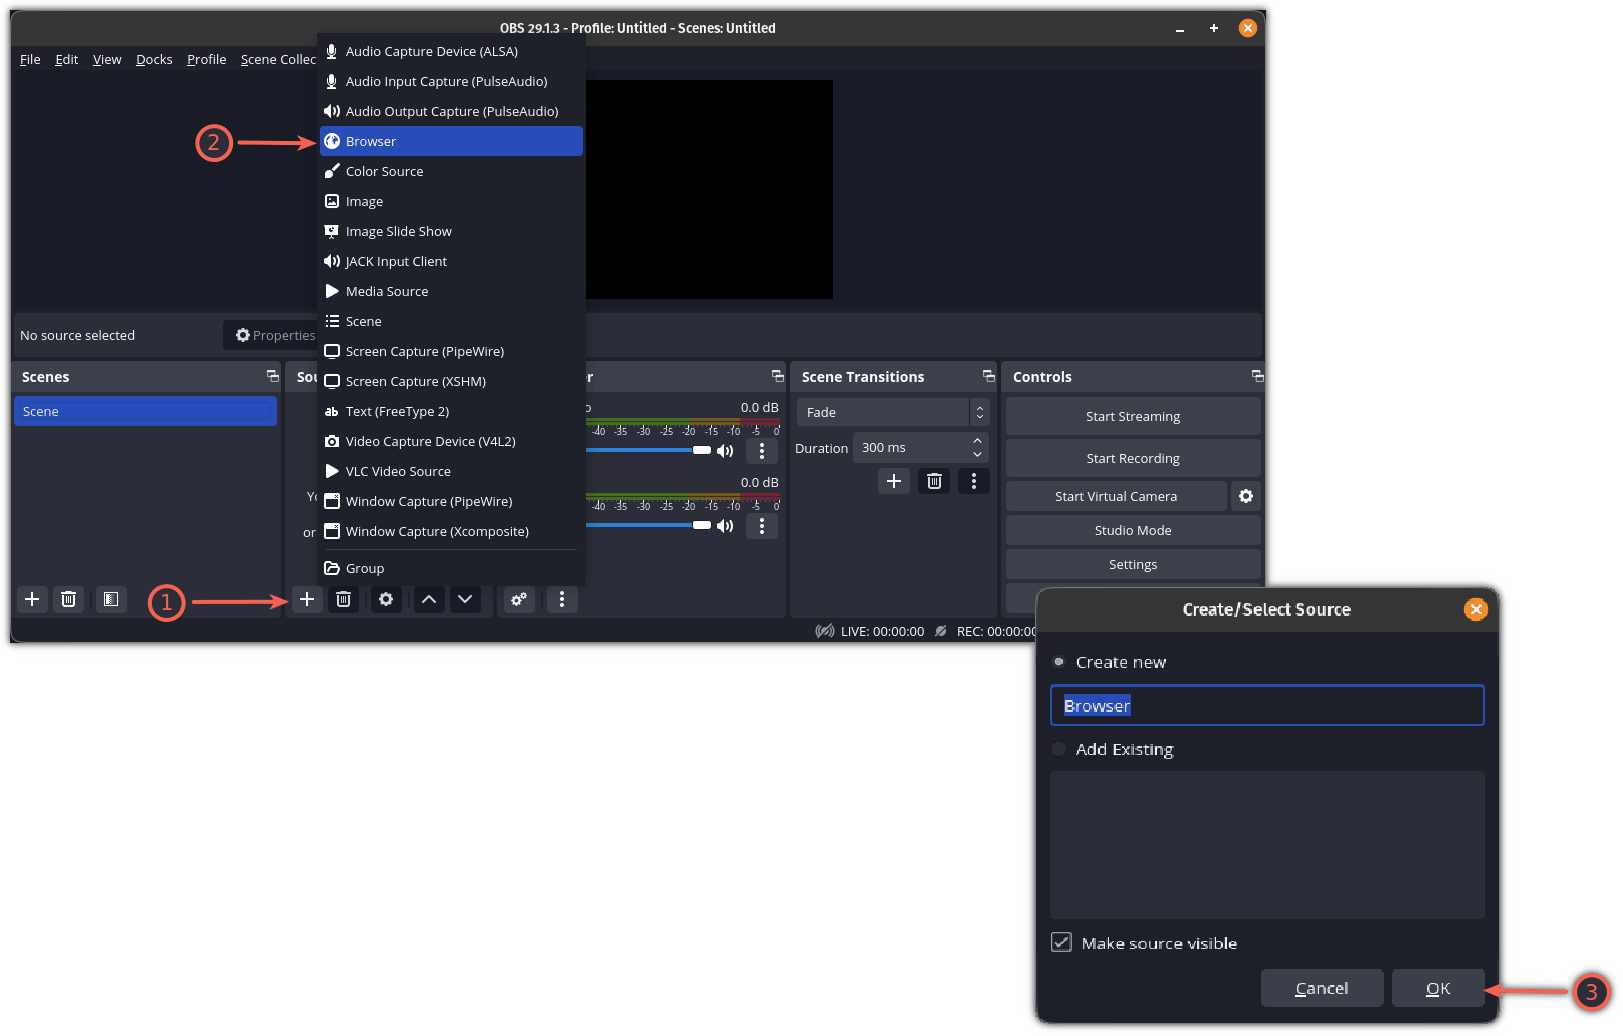 OBS 29.1.3 - Profile: Untitled - Scenes: Untitled
File Edit View Docks Profile Scene Collec
Audio Capture Device (ALSA)
Audio Input Capture (PulseAudio)
Audio Output Capture (PulseAudio)
2
Browser
Color Source
Image
Image Slide Show
JACK Input Client
Media Source
Scene
Screen Capture (PipeWire)
Screen Capture (XSHM)
ab Text (FreeType 2)
Video Capture Device (V4L2)
VLC Video Source
Window Capture (PipeWire)
Window Capture (Xcomposite)
Group
No source selected
Properties
Scenes
Scene
Sou
Yo
or
1
r
o 0.0 dB
-40 -35 -30 -25 -20 -15 -10 -5 0
0.0 dB
-40 -35 -30 -25 -20 -15 -10 -5 0
Scene Transitions
Fade
Duration 300 ms
Controls
Start Streaming
Start Recording
Start Virtual Camera
Studio Mode
Settings
LIVE: 00:00:00 REC: 00:00:00
Create/Select Source
Create new
Browser
Add Existing
Make source visible
Cancel OK
3